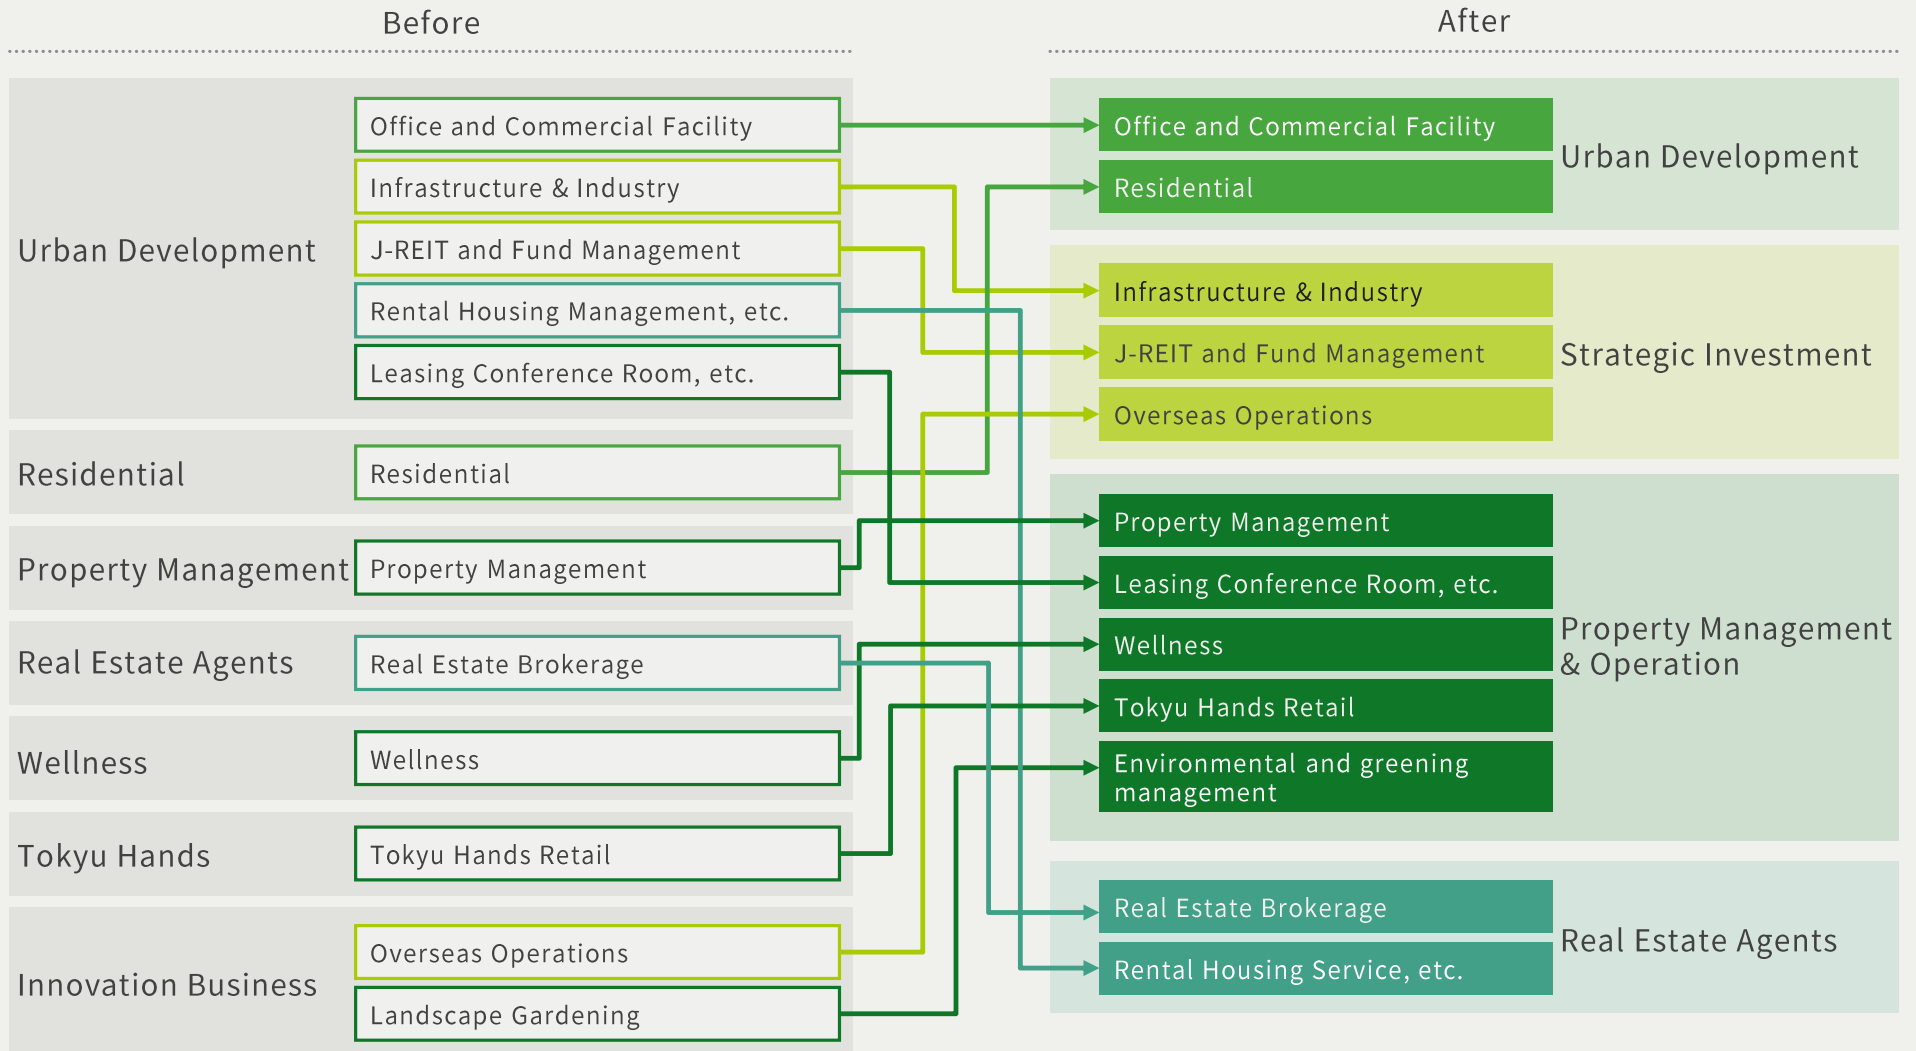 Before
Urban Development
Office and Commercial Facility
Infrastructure & Industry
J-REIT and Fund Management
Rental Housing Management, etc.
Leasing Conference Room, etc.
Residential
Residential
Property Management
Property Management
Real Estate Agents
Real Estate Brokerage
Wellness
Wellness
Tokyu Hands
Tokyu Hands Retail
Innovation Business
Overseas Operations
Landscape Gardening
After
Office and Commercial Facility
Residential
Urban Development
Infrastructure & Industry
J-REIT and Fund Management
Overseas Operations
Strategic Investment
Property Management
Leasing Conference Room, etc.
Wellness
Tokyu Hands Retail
Environmental and greening
management
Property Management
& Operation
Real Estate Brokerage
Rental Housing Service, etc.
Real Estate Agents